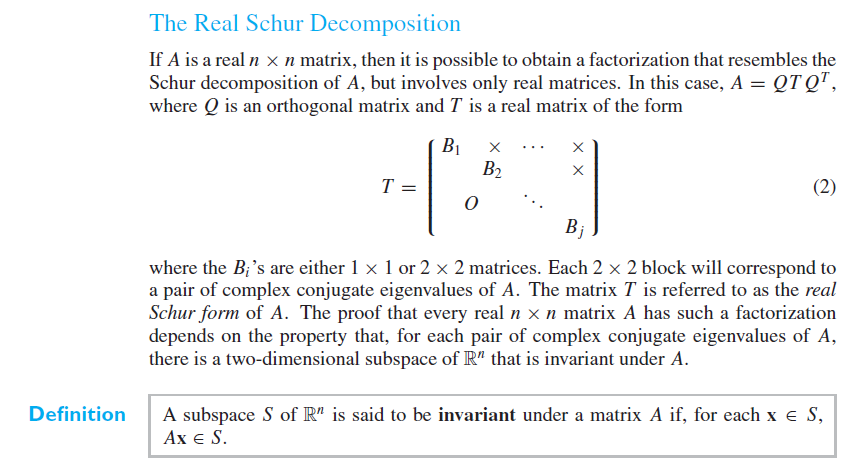 The Real Schur Decomposition
If A is a real n × n matrix, then it is possible to obtain a factorization that resembles the
Schur decomposition of A, but involves only real matrices. In this case, A = QTQᵀ,
where Q is an orthogonal matrix and T is a real matrix of the form
B₁ × ⋯ ×
B₂ ×
T = (2)
O ⋱
Bⱼ
where the Bᵢ’s are either 1 × 1 or 2 × 2 matrices. Each 2 × 2 block will correspond to
a pair of complex conjugate eigenvalues of A. The matrix T is referred to as the real
Schur form of A. The proof that every real n × n matrix A has such a factorization
depends on the property that, for each pair of complex conjugate eigenvalues of A,
there is a two-dimensional subspace of ℝⁿ that is invariant under A.
Definition A subspace S of ℝⁿ is said to be invariant under a matrix A if, for each x ∈ S,
Ax ∈ S.